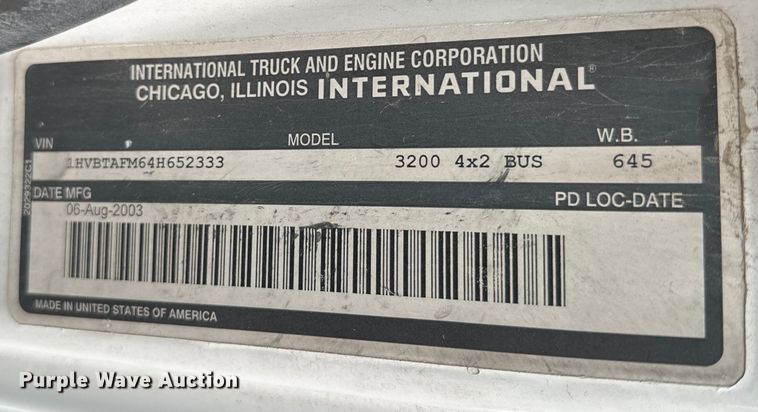 INTERNATIONAL TRUCK AND ENGINE CORPORATION
CHICAGO, ILLINOIS INTERNATIONAL®
VIN MODEL W.B.
1HVBTAFM64H652333 3200 4x2 BUS 645
DATE MFG PD LOC-DATE
06-Aug-2003
MADE IN UNITED STATES OF AMERICA
2029322C1
Purple Wave Auction